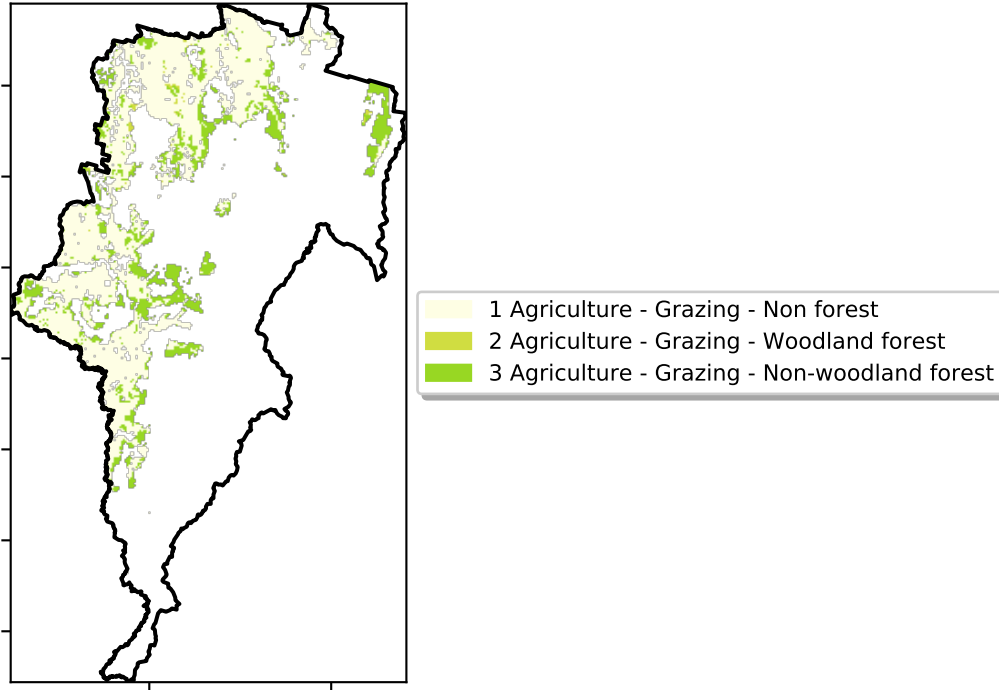 1 Agriculture - Grazing - Non forest
2 Agriculture - Grazing - Woodland forest
3 Agriculture - Grazing - Non-woodland forest